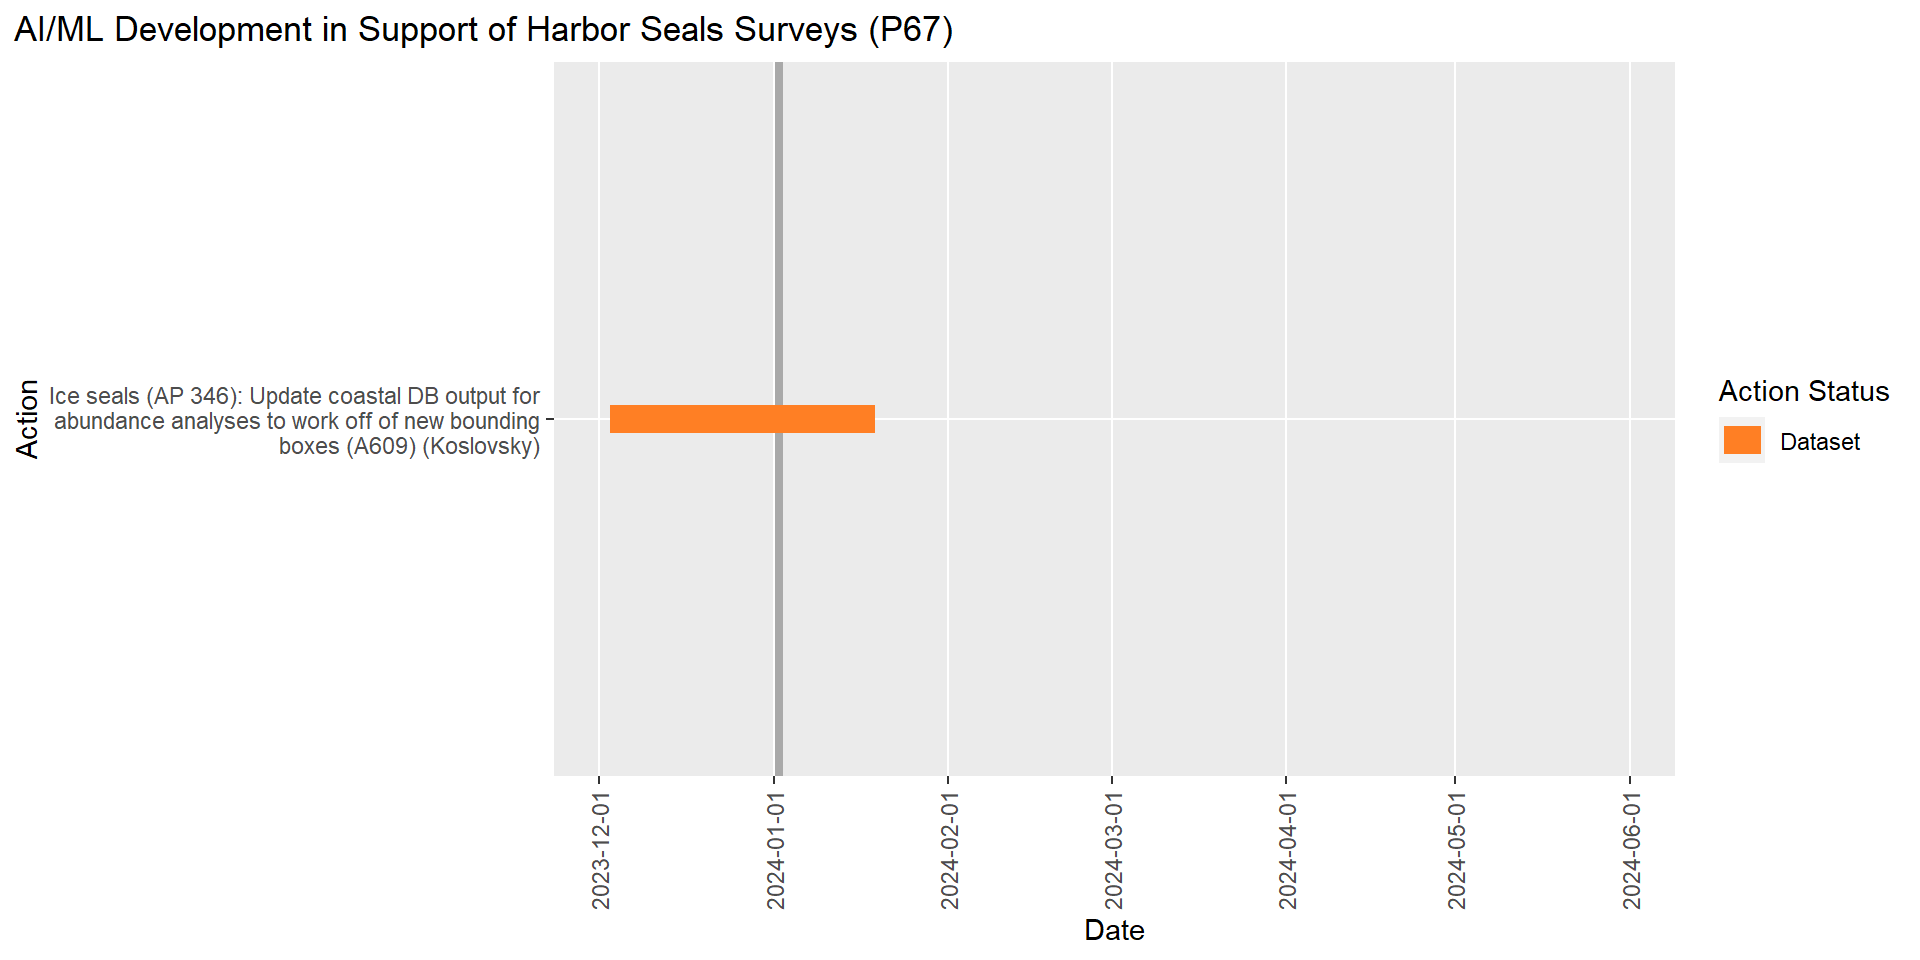 AI/ML Development in Support of Harbor Seals Surveys (P67)
Action
Ice seals (AP 346): Update coastal DB output for
abundance analyses to work off of new bounding
boxes (A609) (Koslovsky)
2023-12-01
2024-01-01
2024-02-01
2024-03-01
2024-04-01
2024-05-01
2024-06-01
Date
Action Status
Dataset